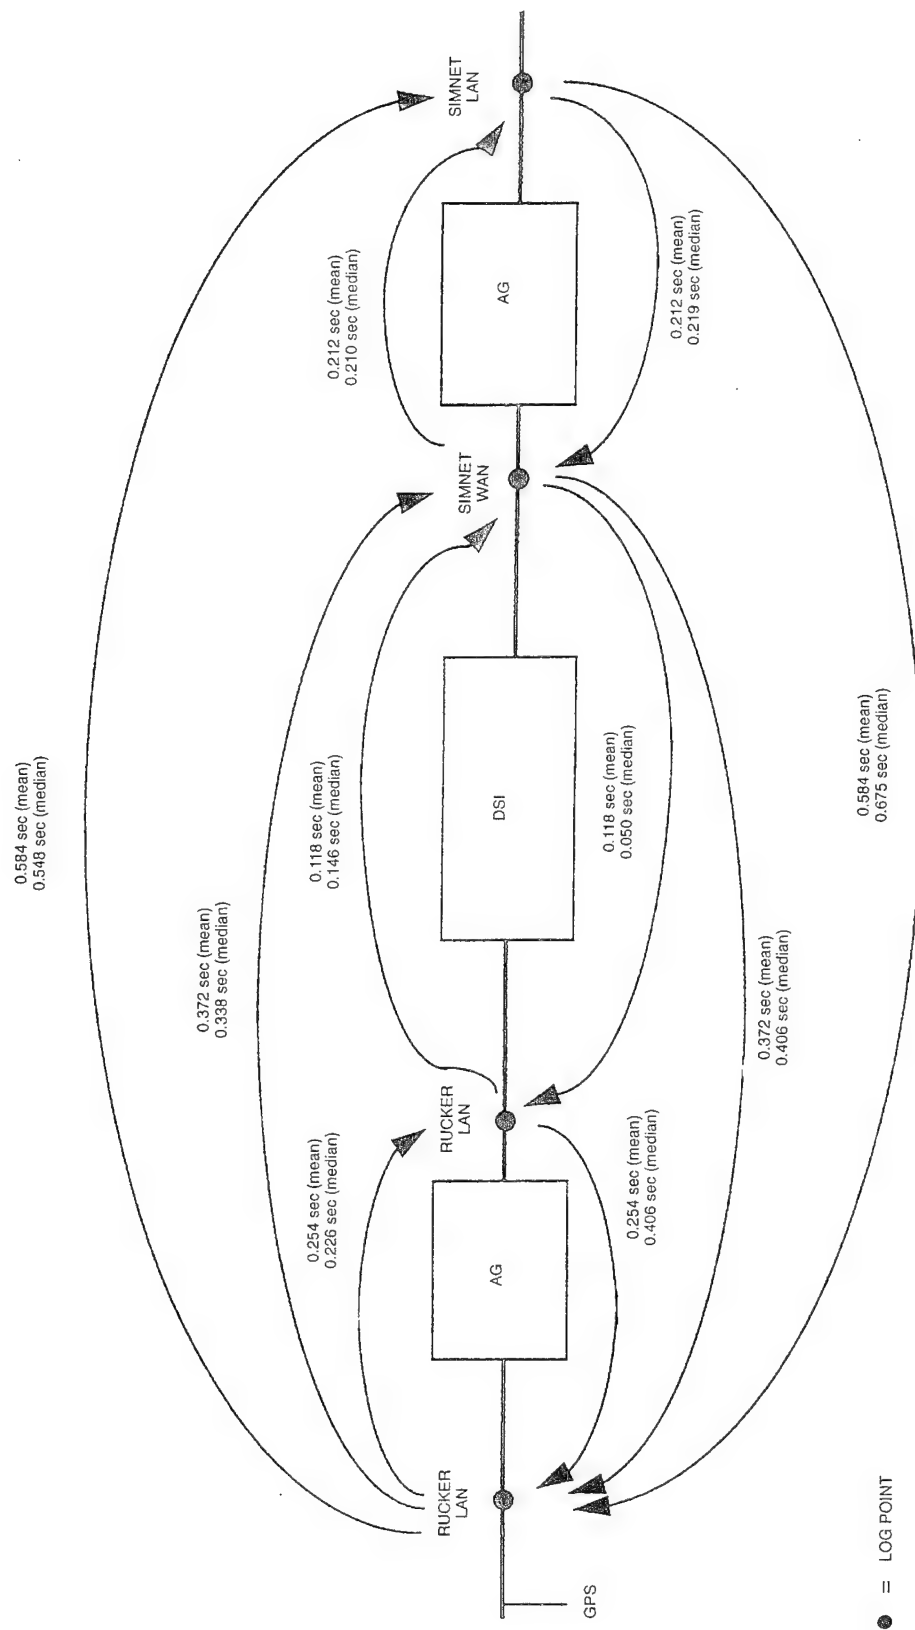 0.584 sec (mean)
0.548 sec (median)
0.372 sec (mean)
0.338 sec (median)
0.254 sec (mean)
0.226 sec (median)
0.118 sec (mean)
0.146 sec (median)
0.212 sec (mean)
0.210 sec (median)
RUCKER
LAN
RUCKER
LAN
SIMNET
WAN
SIMNET
LAN
AG
DSI
AG
GPS
0.254 sec (mean)
0.406 sec (median)
0.118 sec (mean)
0.050 sec (median)
0.212 sec (mean)
0.219 sec (median)
0.372 sec (mean)
0.406 sec (median)
0.584 sec (mean)
0.675 sec (median)
= LOG POINT